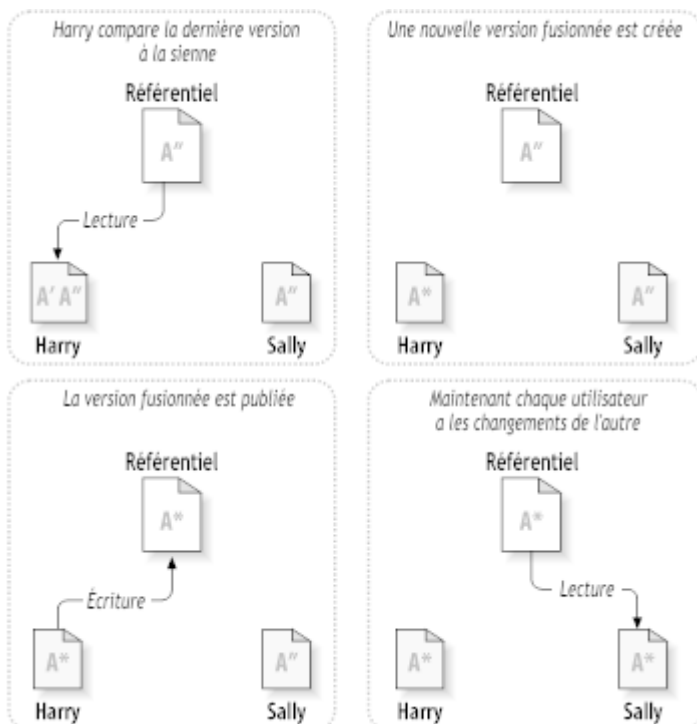 Harry compare la dernière version
à la sienne
Référentiel
A"
Lecture
A' A"
A"
Harry
Sally
Une nouvelle version fusionnée est créée
Référentiel
A"
A*
A"
Harry
Sally
La version fusionnée est publiée
Référentiel
A*
Écriture
A*
A"
Harry
Sally
Maintenant chaque utilisateur
a les changements de l'autre
Référentiel
A*
Lecture
A*
A*
Harry
Sally